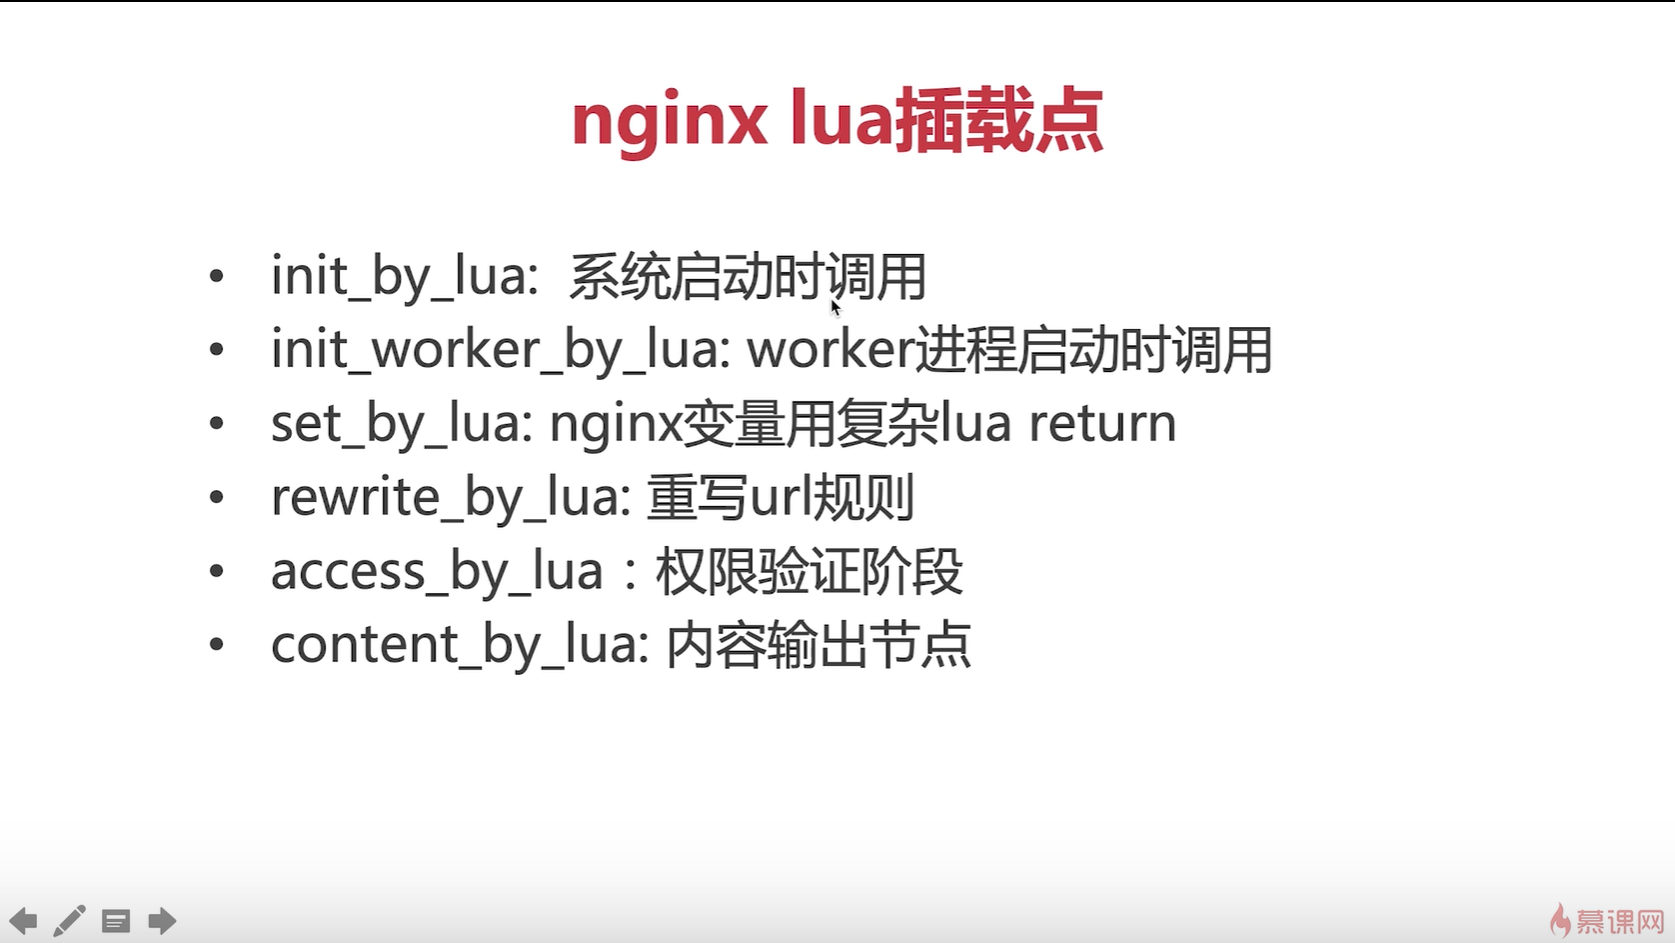 nginx lua插载点
• init_by_lua: 系统启动时调用
• init_worker_by_lua: worker进程启动时调用
• set_by_lua: nginx变量用复杂lua return
• rewrite_by_lua: 重写url规则
• access_by_lua：权限验证阶段
• content_by_lua: 内容输出节点
慕课网